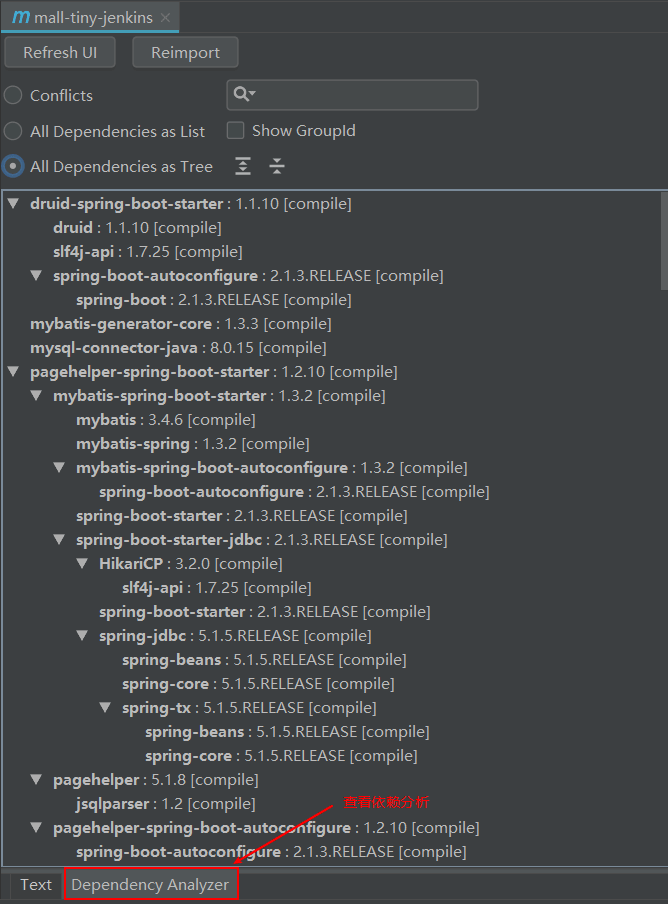 m mall-tiny-jenkins
Refresh UI Reimport
Conflicts
All Dependencies as List Show GroupId
All Dependencies as Tree
druid-spring-boot-starter : 1.1.10 [compile]
druid : 1.1.10 [compile]
slf4j-api : 1.7.25 [compile]
spring-boot-autoconfigure : 2.1.3.RELEASE [compile]
spring-boot : 2.1.3.RELEASE [compile]
mybatis-generator-core : 1.3.3 [compile]
mysql-connector-java : 8.0.15 [compile]
pagehelper-spring-boot-starter : 1.2.10 [compile]
mybatis-spring-boot-starter : 1.3.2 [compile]
mybatis : 3.4.6 [compile]
mybatis-spring : 1.3.2 [compile]
mybatis-spring-boot-autoconfigure : 1.3.2 [compile]
spring-boot-autoconfigure : 2.1.3.RELEASE [compile]
spring-boot-starter : 2.1.3.RELEASE [compile]
spring-boot-starter-jdbc : 2.1.3.RELEASE [compile]
HikariCP : 3.2.0 [compile]
slf4j-api : 1.7.25 [compile]
spring-boot-starter : 2.1.3.RELEASE [compile]
spring-jdbc : 5.1.5.RELEASE [compile]
spring-beans : 5.1.5.RELEASE [compile]
spring-core : 5.1.5.RELEASE [compile]
spring-tx : 5.1.5.RELEASE [compile]
spring-beans : 5.1.5.RELEASE [compile]
spring-core : 5.1.5.RELEASE [compile]
pagehelper : 5.1.8 [compile]
jsqlparser : 1.2 [compile]
查看依赖分析
pagehelper-spring-boot-autoconfigure : 1.2.10 [compile]
spring-boot-autoconfigure : 2.1.3.RELEASE [compile]
Text Dependency Analyzer